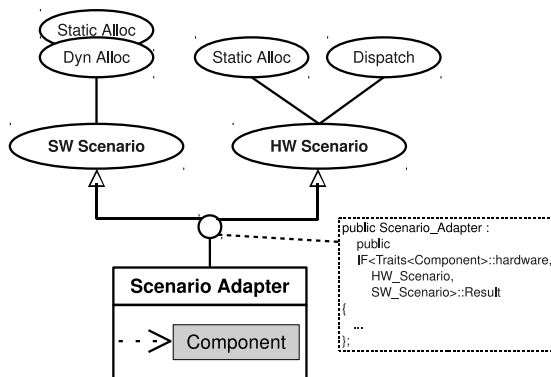 Static Alloc
Dyn Alloc
Static Alloc
Dispatch
SW Scenario
HW Scenario
public Scenario_Adapter :
public
IF<Traits<Component>::hardware,
HW_Scenario,
SW_Scenario>::Result
{
...
};
Scenario Adapter
Component